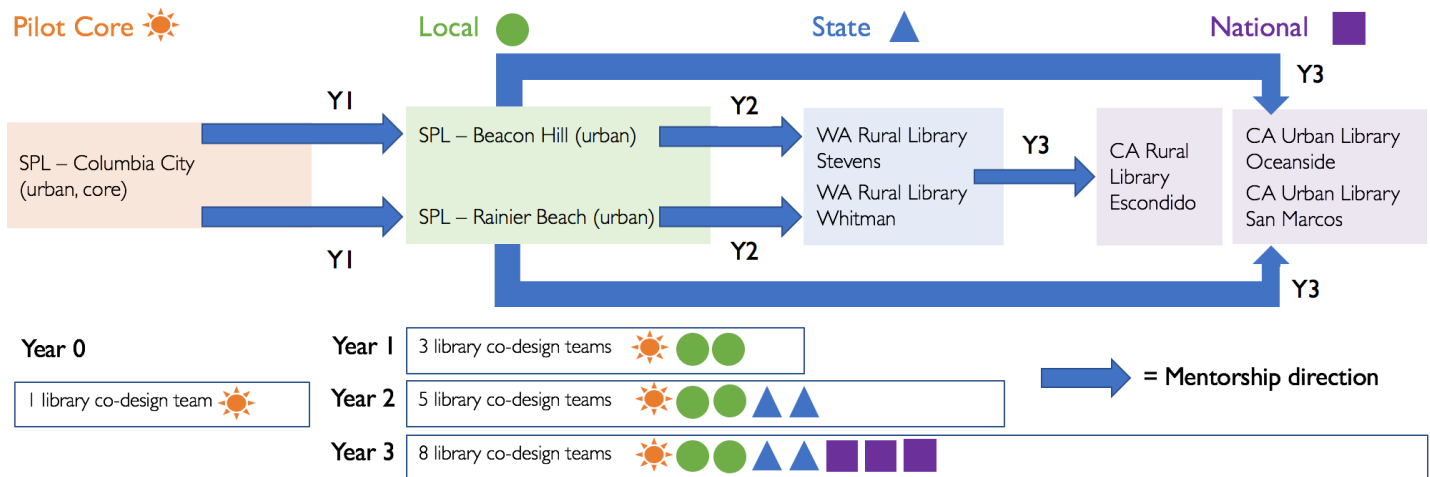 Pilot Core
Local
State
National
Y3
Y1
Y2
SPL – Columbia City
(urban, core)
SPL – Beacon Hill (urban)
SPL – Rainier Beach (urban)
WA Rural Library
Stevens
WA Rural Library
Whitman
Y3
CA Rural
Library
Escondido
CA Urban Library
Oceanside
CA Urban Library
San Marcos
Y1
Y2
Y3
Year 0
1 library co-design team
Year 1
3 library co-design teams
Year 2
5 library co-design teams
Year 3
8 library co-design teams
= Mentorship direction